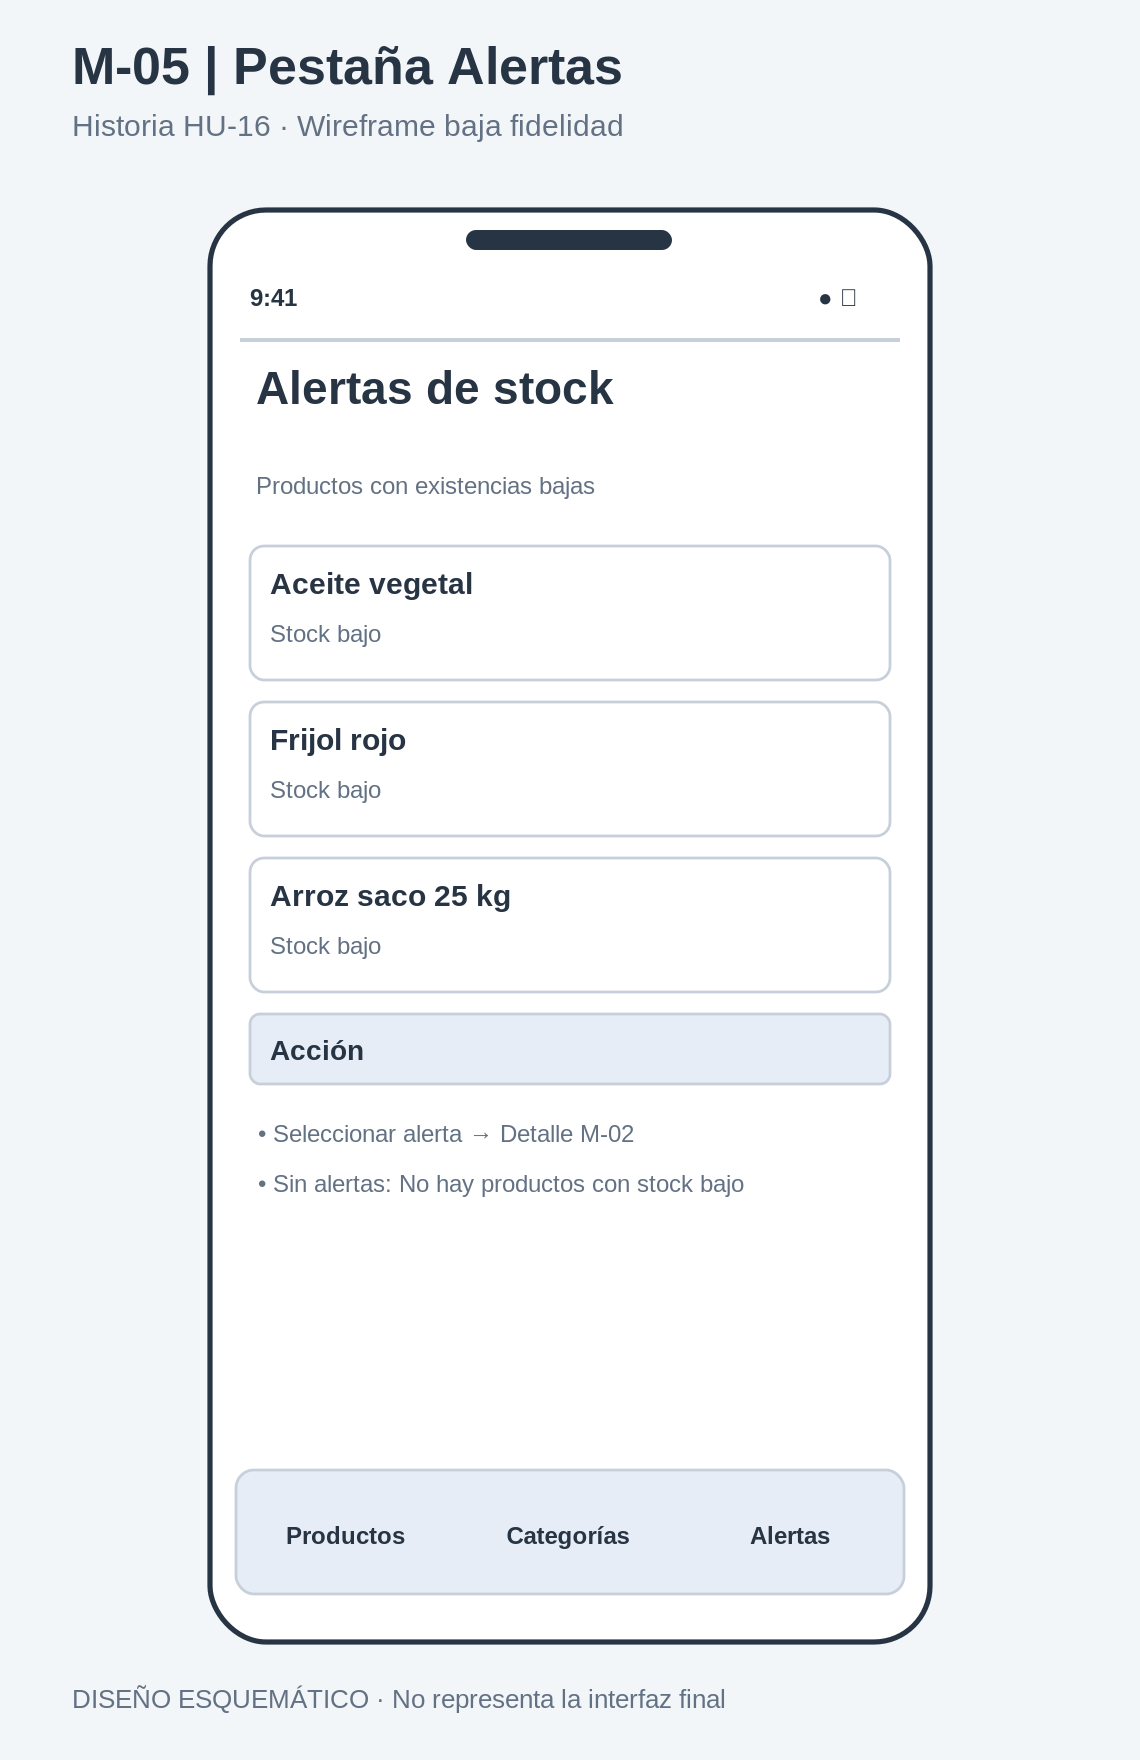 M-05 | Pestaña Alertas
Historia HU-16 · Wireframe baja fidelidad
9:41
Alertas de stock
Productos con existencias bajas
Aceite vegetal
Stock bajo
Frijol rojo
Stock bajo
Arroz saco 25 kg
Stock bajo
Acción
• Seleccionar alerta → Detalle M-02
• Sin alertas: No hay productos con stock bajo
Productos Categorías Alertas
DISEÑO ESQUEMÁTICO · No representa la interfaz final